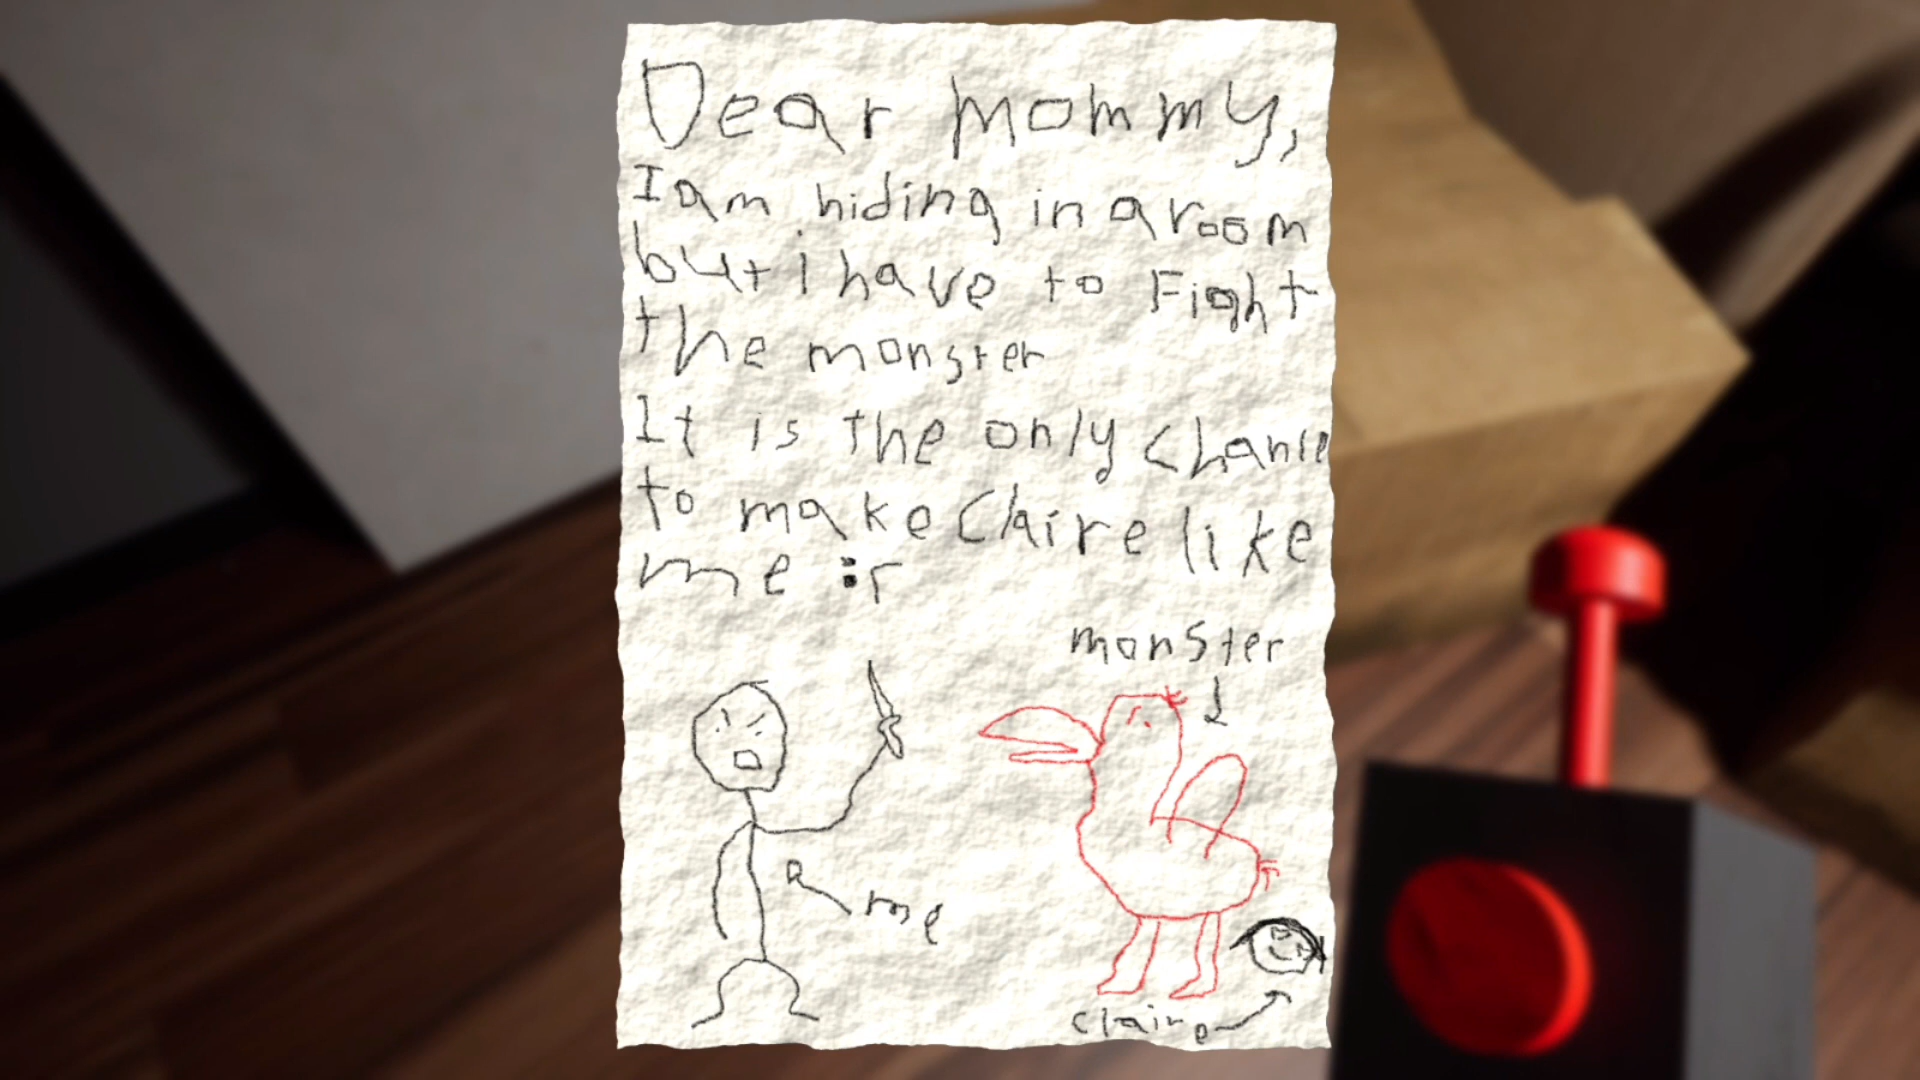 Dear mommy,
I am hiding in a room
but i have to Fight
the monster
It is the only chance
to make Claire like
me :r
monster
me
claire